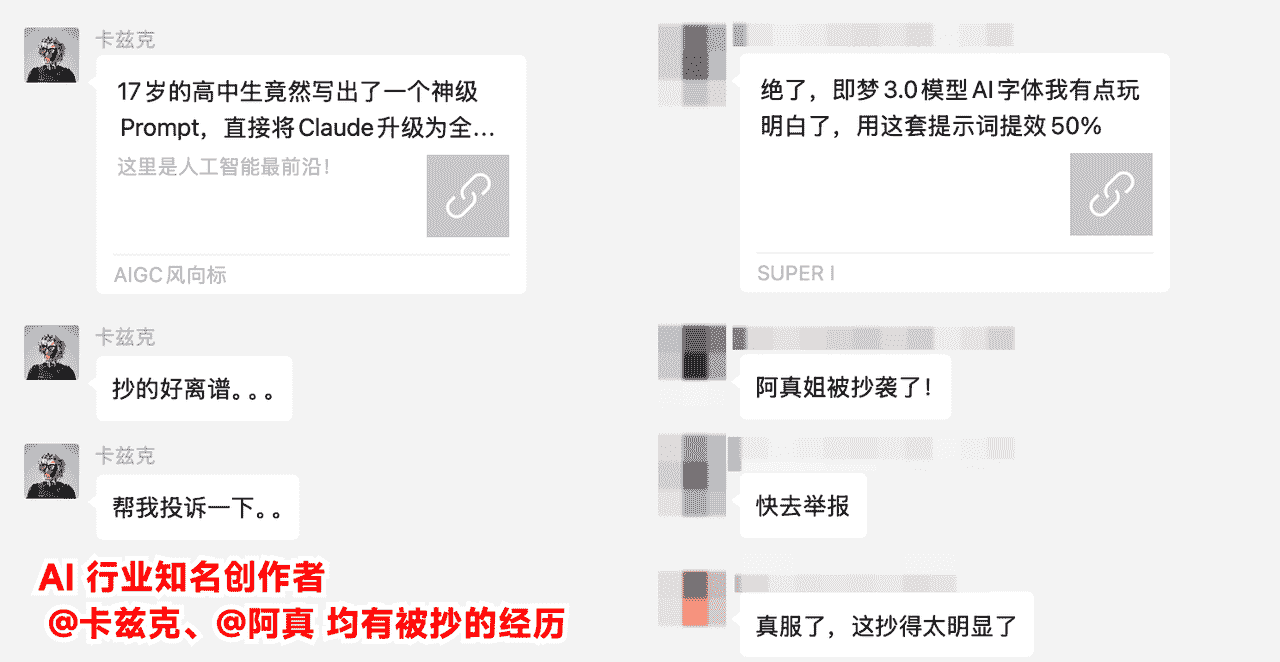 卡兹克
17岁的高中生竟然写出了一个神级
Prompt，直接将Claude升级为全...
这里是人工智能最前沿！
AIGC风向标
卡兹克
抄的好离谱。。。
卡兹克
帮我投诉一下。。
AI 行业知名创作者
@卡兹克、@阿真 均有被抄的经历
绝了，即梦3.0模型AI字体我有点玩
明白了，用这套提示词提效50%
SUPER I
阿真姐被抄袭了！
快去举报
真服了，这抄得太明显了